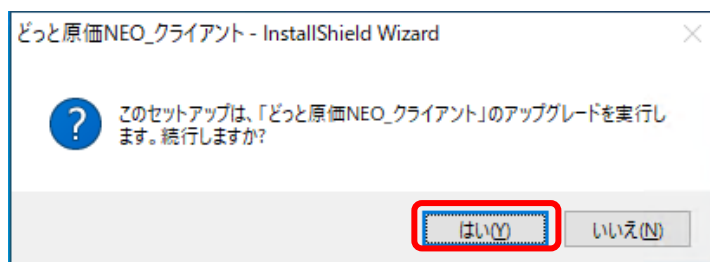 どっと原価NEO_クライアント - InstallShield Wizard
このセットアップは、「どっと原価NEO_クライアント」のアップグレードを実行し
ます。続行しますか?
はい(Y)
いいえ(N)